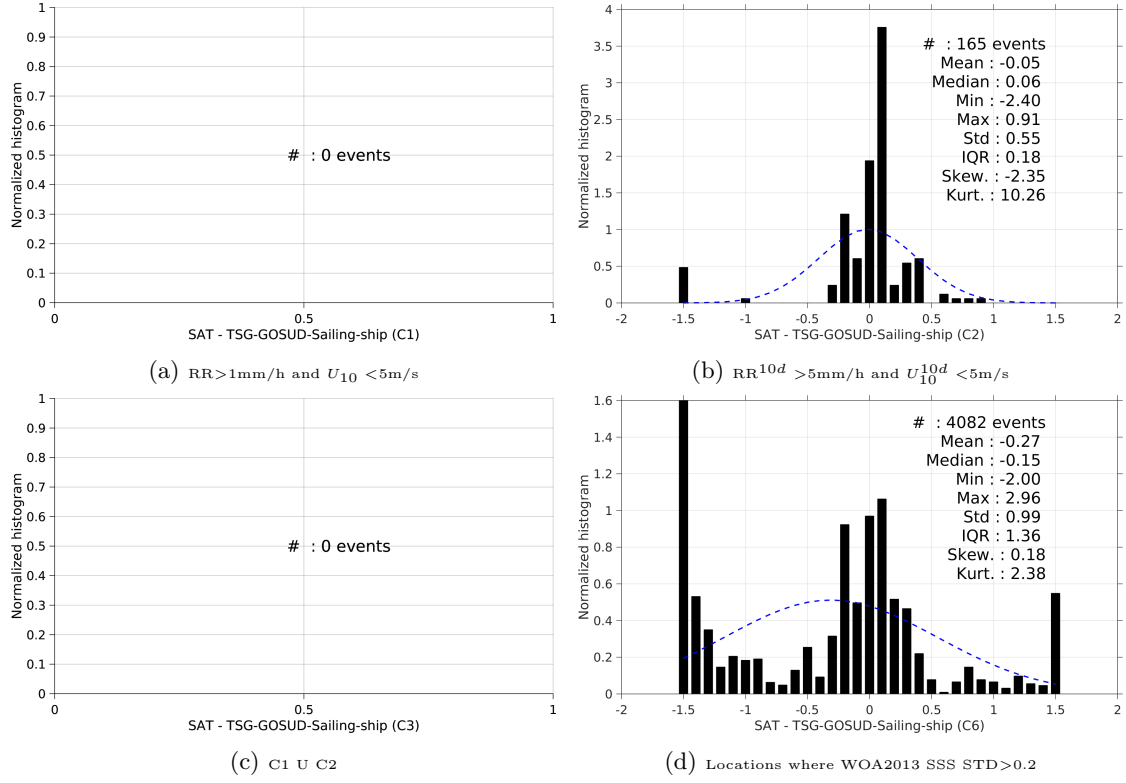 1
0.9
0.8
0.7
0.6
0.5
0.4
0.3
0.2
0.1
0
Normalized histogram
# : 0 events
0 0.5 1
SAT - TSG-GOSUD-Sailing-ship (C1)
(a) RR>1mm/h and U10 <5m/s
4
3.5
3
2.5
2
1.5
1
0.5
0
Normalized histogram
# : 165 events
Mean : -0.05
Median : 0.06
Min : -2.40
Max : 0.91
Std : 0.55
IQR : 0.18
Skew. : -2.35
Kurt. : 10.26
-2 -1.5 -1 -0.5 0 0.5 1 1.5 2
SAT - TSG-GOSUD-Sailing-ship (C2)
(b) RR10d >5mm/h and U10d10 <5m/s
1
0.9
0.8
0.7
0.6
0.5
0.4
0.3
0.2
0.1
0
Normalized histogram
# : 0 events
0 0.5 1
SAT - TSG-GOSUD-Sailing-ship (C3)
(c) C1 U C2
1.6
1.4
1.2
1
0.8
0.6
0.4
0.2
0
Normalized histogram
# : 4082 events
Mean : -0.27
Median : -0.15
Min : -2.00
Max : 2.96
Std : 0.99
IQR : 1.36
Skew. : 0.18
Kurt. : 2.38
-2 -1.5 -1 -0.5 0 0.5 1 1.5 2
SAT - TSG-GOSUD-Sailing-ship (C6)
(d) Locations where WOA2013 SSS STD>0.2